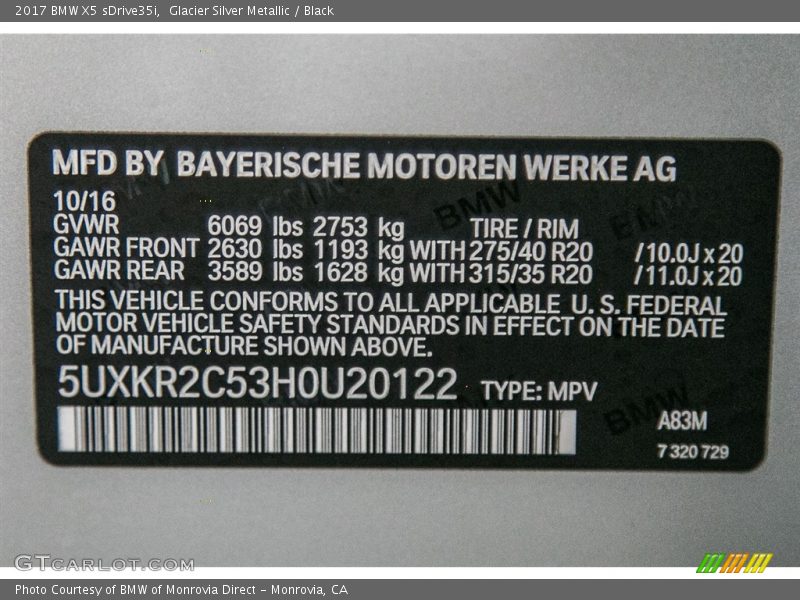 2017 BMW X5 sDrive35i, Glacier Silver Metallic / Black
MFD BY BAYERISCHE MOTOREN WERKE AG
10/16
GVWR 6069 lbs 2753 kg TIRE / RIM
GAWR FRONT 2630 lbs 1193 kg WITH 275/40 R20 /10.0J x 20
GAWR REAR 3589 lbs 1628 kg WITH 315/35 R20 /11.0J x 20
THIS VEHICLE CONFORMS TO ALL APPLICABLE U. S. FEDERAL
MOTOR VEHICLE SAFETY STANDARDS IN EFFECT ON THE DATE
OF MANUFACTURE SHOWN ABOVE.
5UXKR2C53H0U20122 TYPE: MPV
A83M
7 320 729
GTCARLOT.COM
Photo Courtesy of BMW of Monrovia Direct - Monrovia, CA